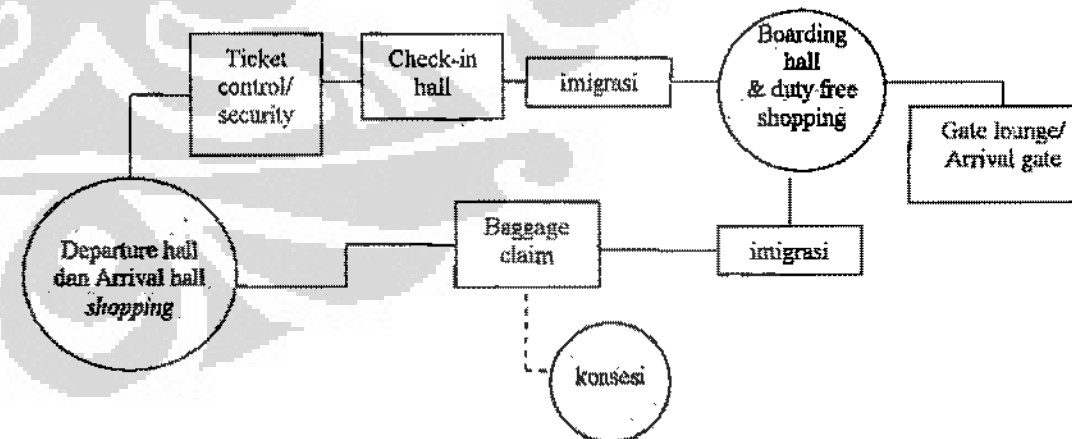 Ticket
control/
security
Check-in
hall
imigrasi
Boarding
hall
& duty free
shopping
Gate lounge/
Arrival gate
Departure hall
dan Arrival hall
shopping
Baggage
claim
imigrasi
konsesi